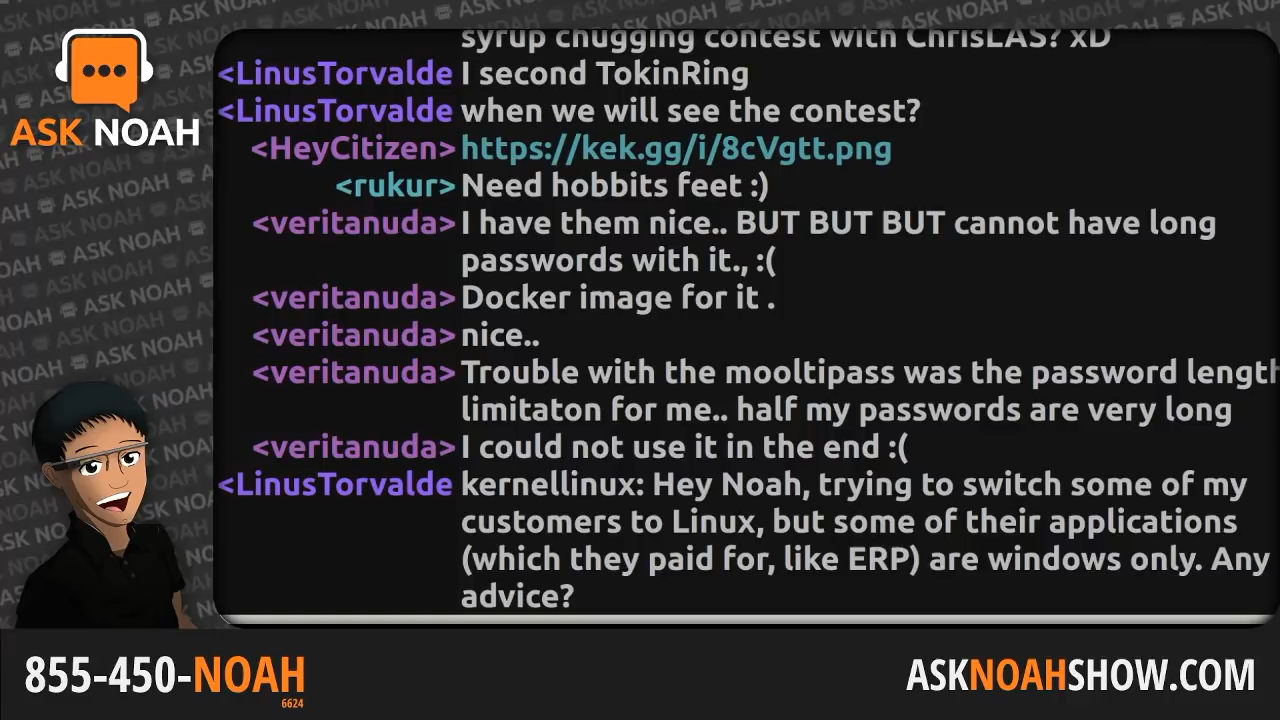 ASK NOAH
syrup chugging contest with ChrisLAS? xD
<LinusTorvalde I second TokinRing
<LinusTorvalde when we will see the contest?
<HeyCitizen> https://kek.gg/i/8cVgtt.png
<rukur> Need hobbits feet :)
<veritanuda> I have them nice.. BUT BUT BUT cannot have long
passwords with it., :(
<veritanuda> Docker image for it .
<veritanuda> nice..
<veritanuda> Trouble with the mooltipass was the password length
limitaton for me.. half my passwords are very long
<veritanuda> I could not use it in the end :(
<LinusTorvalde kernellinux: Hey Noah, trying to switch some of my
customers to Linux, but some of their applications
(which they paid for, like ERP) are windows only. Any
advice?
855-450-NOAH
6624
ASKNOAHSHOW.COM